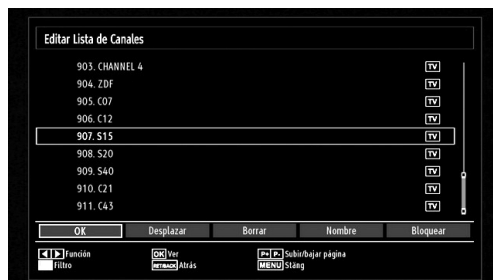 Editar Lista de Canales
903. CHANNEL 4 TV
904. ZDF TV
905. C07 TV
906. C12 TV
907. S15 TV
908. S20 TV
909. S40 TV
910. C21 TV
911. C43 TV
OK Desplazar Borrar Nombre Bloquear
Función OK Ver P+ P- Subir/bajar página
Filtro RET/BACK Atrás MENU Stäng